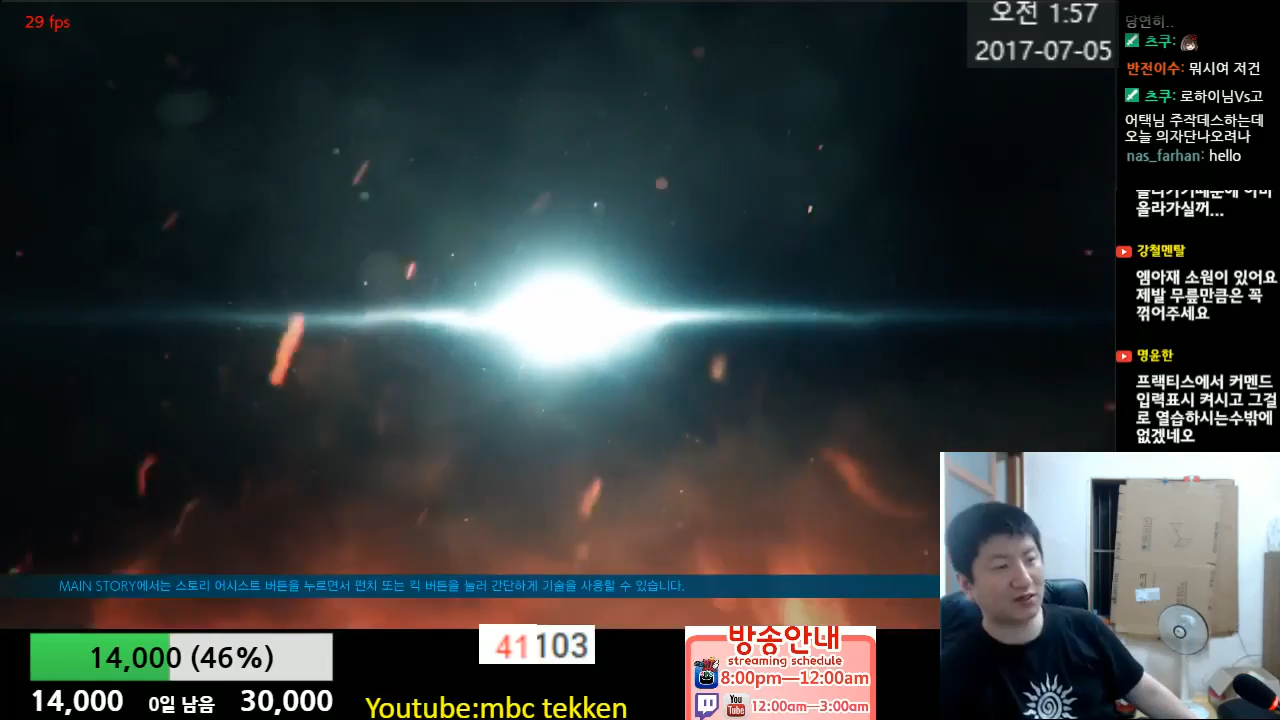 29 fps
오전 1:57
2017-07-05
당연히..
츠쿠:
반전이수: 뭐시여 저건
츠쿠: 로하이님Vs고
어택님 주작데스하는데
오늘 의자단나오려나
nas_farhan: hello
올라가실꺼...
강철멘탈
엠아재 소원이 있어요
제발 무릎만큼은 꼭
꺾어주세요
명윤한
프랙티스에서 커멘드
입력표시 켜시고 그걸
로 열습하시는수밖에
없겠네오
MAIN STORY에서는 스토리 어시스트 버튼을 누르면서 펀치 또는 킥 버튼을 눌러 간단하게 기술을 사용할 수 있습니다.
14,000 (46%)
14,000 0일 남음 30,000
41 103
Youtube:mbc tekken
방송안내
streaming schedule
8:00pm—12:00am
You Tube 12:00am—3:00am